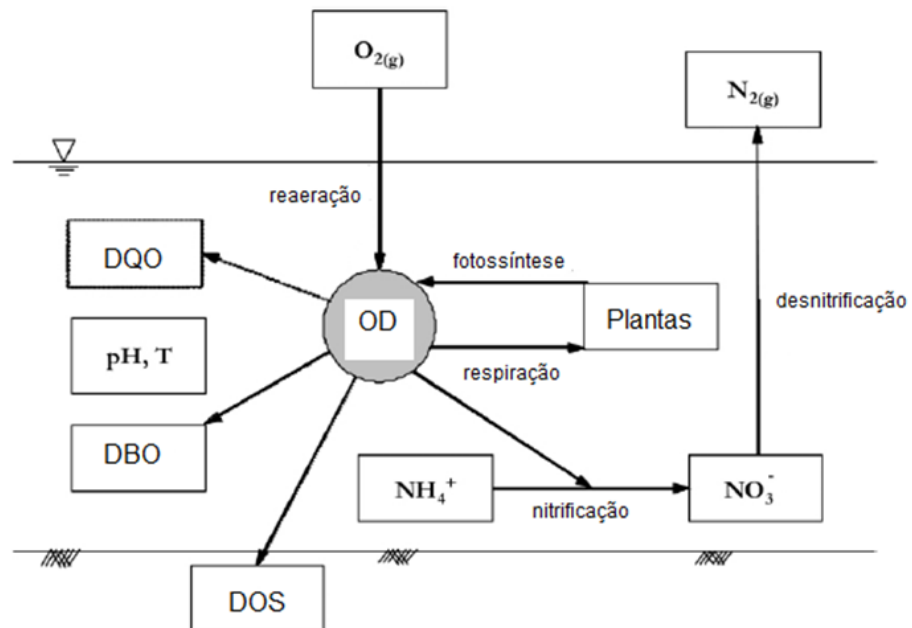 O₂₍g₎
N₂₍g₎
reaeração
DQO
fotossíntese
OD
Plantas
desnitrificação
pH, T
respiração
DBO
NH₄⁺
nitrificação
NO₃⁻
DOS